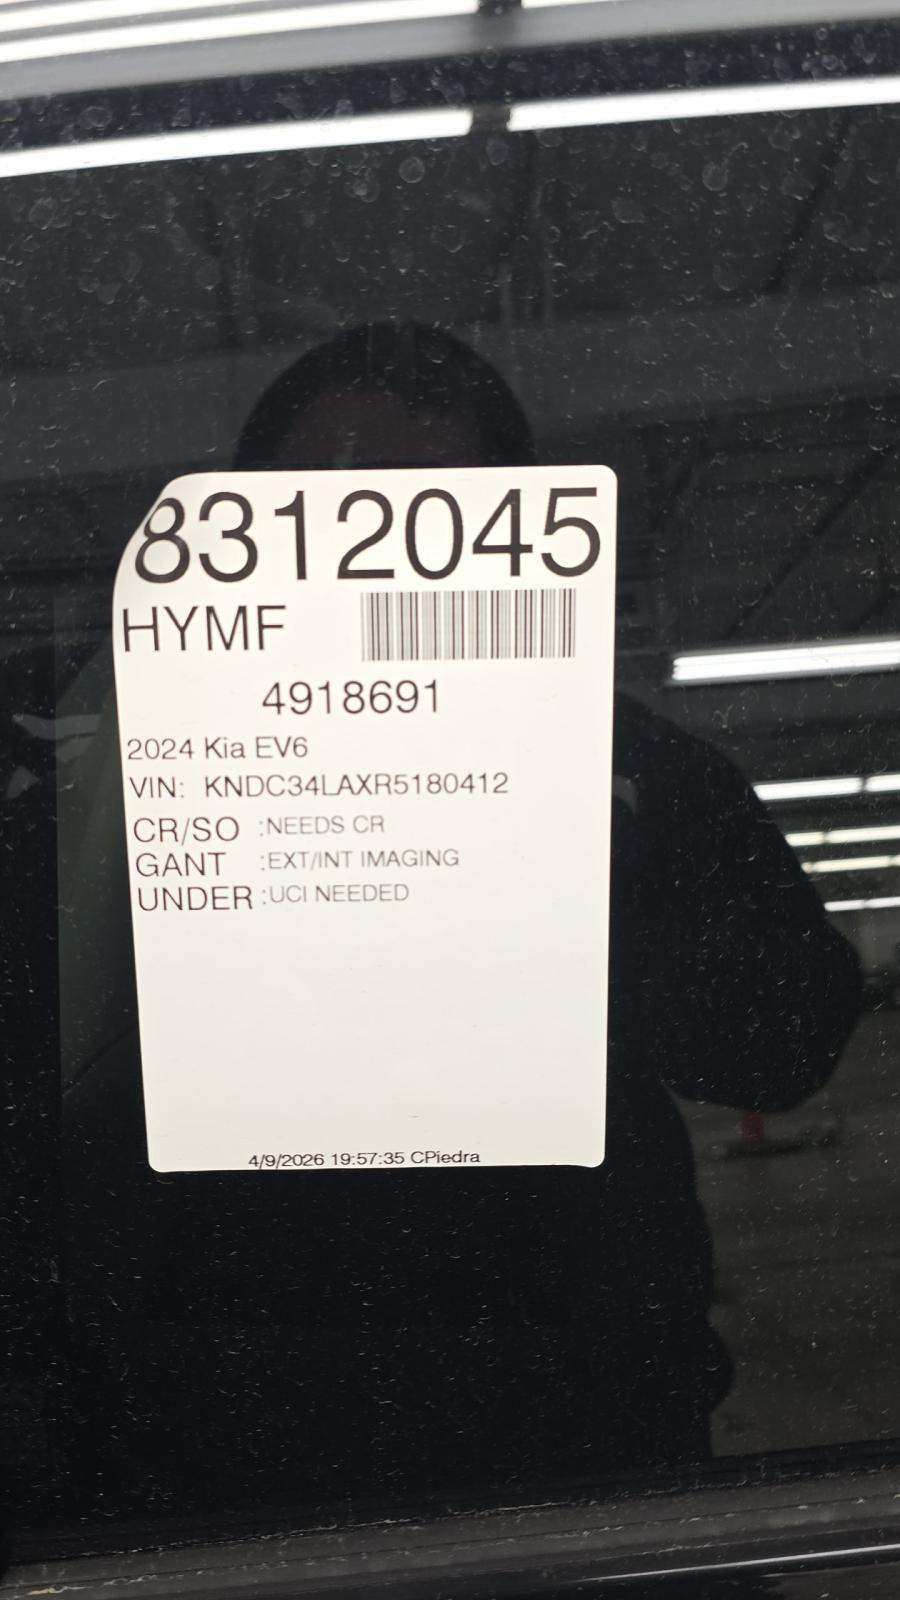 8312045
HYMF
4918691
2024 Kia EV6
VIN: KNDC34LAXR5180412
CR/SO :NEEDS CR
GANT :EXT/INT IMAGING
UNDER :UCI NEEDED
4/9/2026 19:57:35 CPiedra